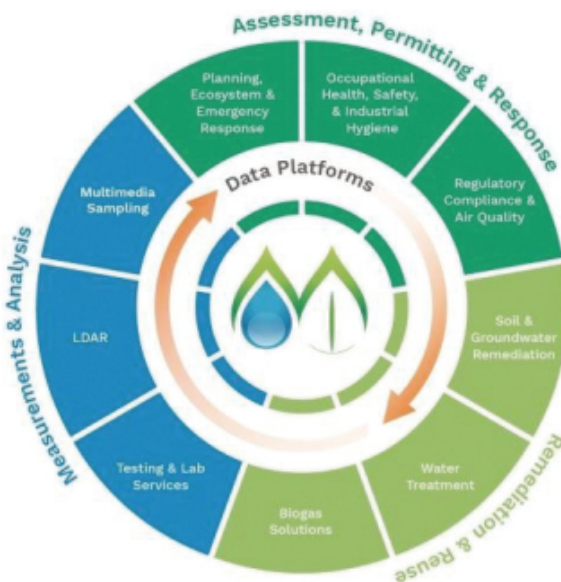 Assessment, Permitting & Response
Planning,
Ecosystem &
Emergency
Response
Occupational
Health, Safety,
& Industrial
Hygiene
Regulatory
Compliance &
Air Quality
Soil &
Groundwater
Remediation
Water
Treatment
Biogas
Solutions
Remediation & Reuse
Testing & Lab
Services
LDAR
Multimedia
Sampling
Measurements & Analysis
Data Platforms